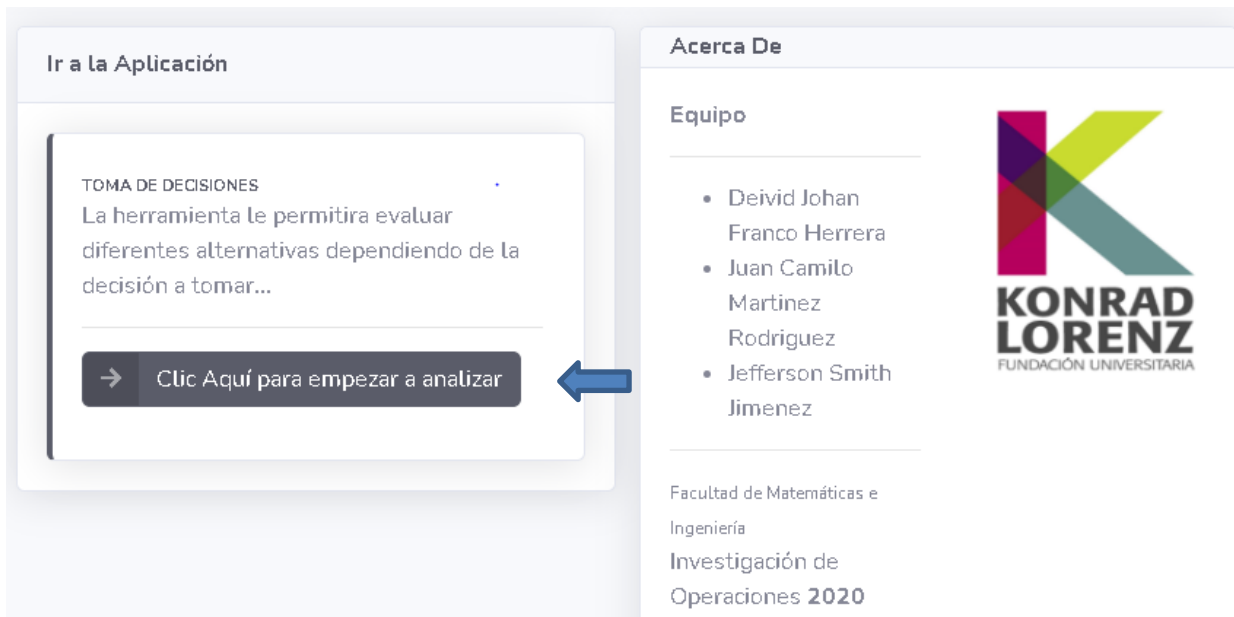 Ir a la Aplicación
TOMA DE DECISIONES
La herramienta le permitira evaluar
diferentes alternativas dependiendo de la
decisión a tomar...
Clic Aquí para empezar a analizar
Acerca De
Equipo
Deivid Johan
Franco Herrera
Juan Camilo
Martinez
Rodriguez
Jefferson Smith
Jimenez
Facultad de Matemáticas e
Ingeniería
Investigación de
Operaciones 2020
KONRAD
LORENZ
FUNDACIÓN UNIVERSITARIA